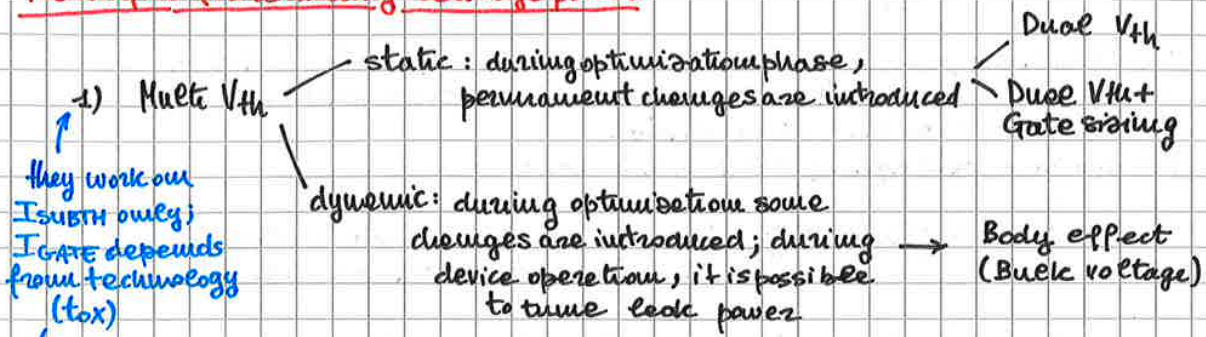 1) Multi Vth
static : during optimization phase,
permanent changes are introduced
Dual Vth
Dual Vth +
Gate sizing
they work on
ISUBTH only;
IGATE depends
from technology
(tox)
dynamic: during optimization some
changes are introduced; during
device operation, it is possible
to tune leak power
→ Body effect
(Bulk voltage)